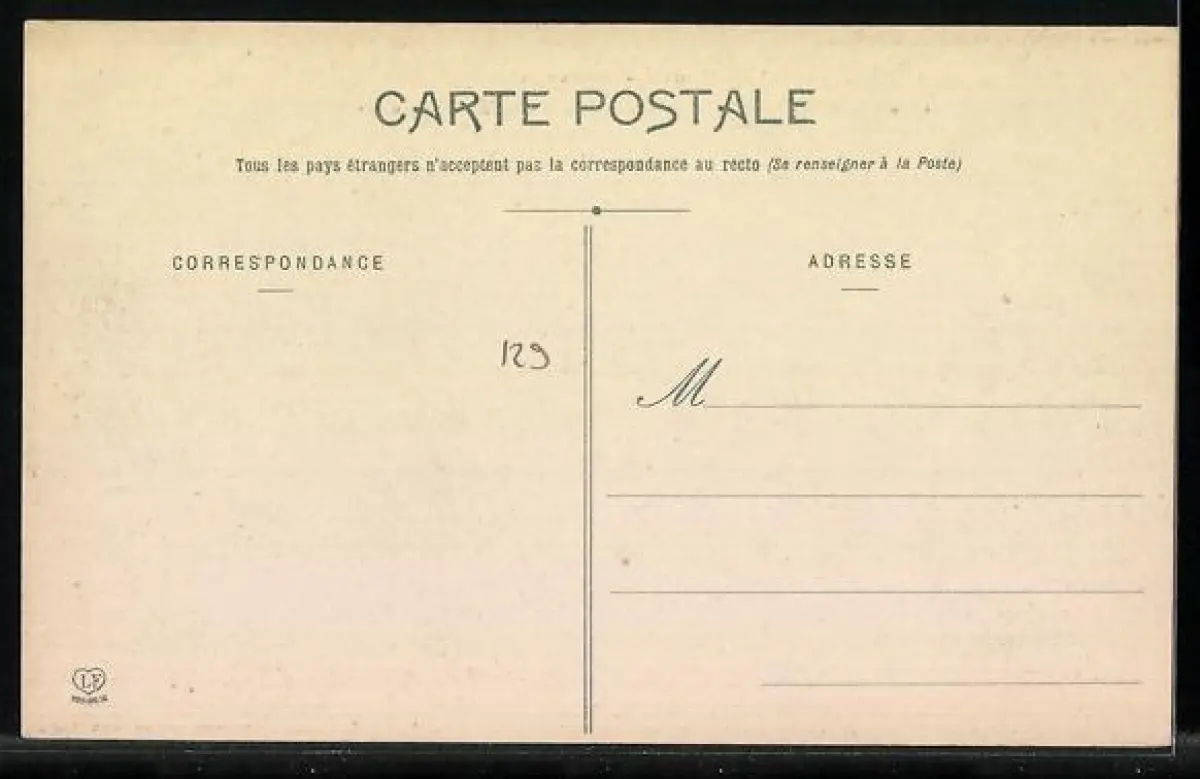 CARTE POSTALE
Tous les pays étrangers n'acceptent pas la correspondance au recto (Se renseigner à la Poste)
CORRESPONDANCE
ADRESSE
129
M
LF